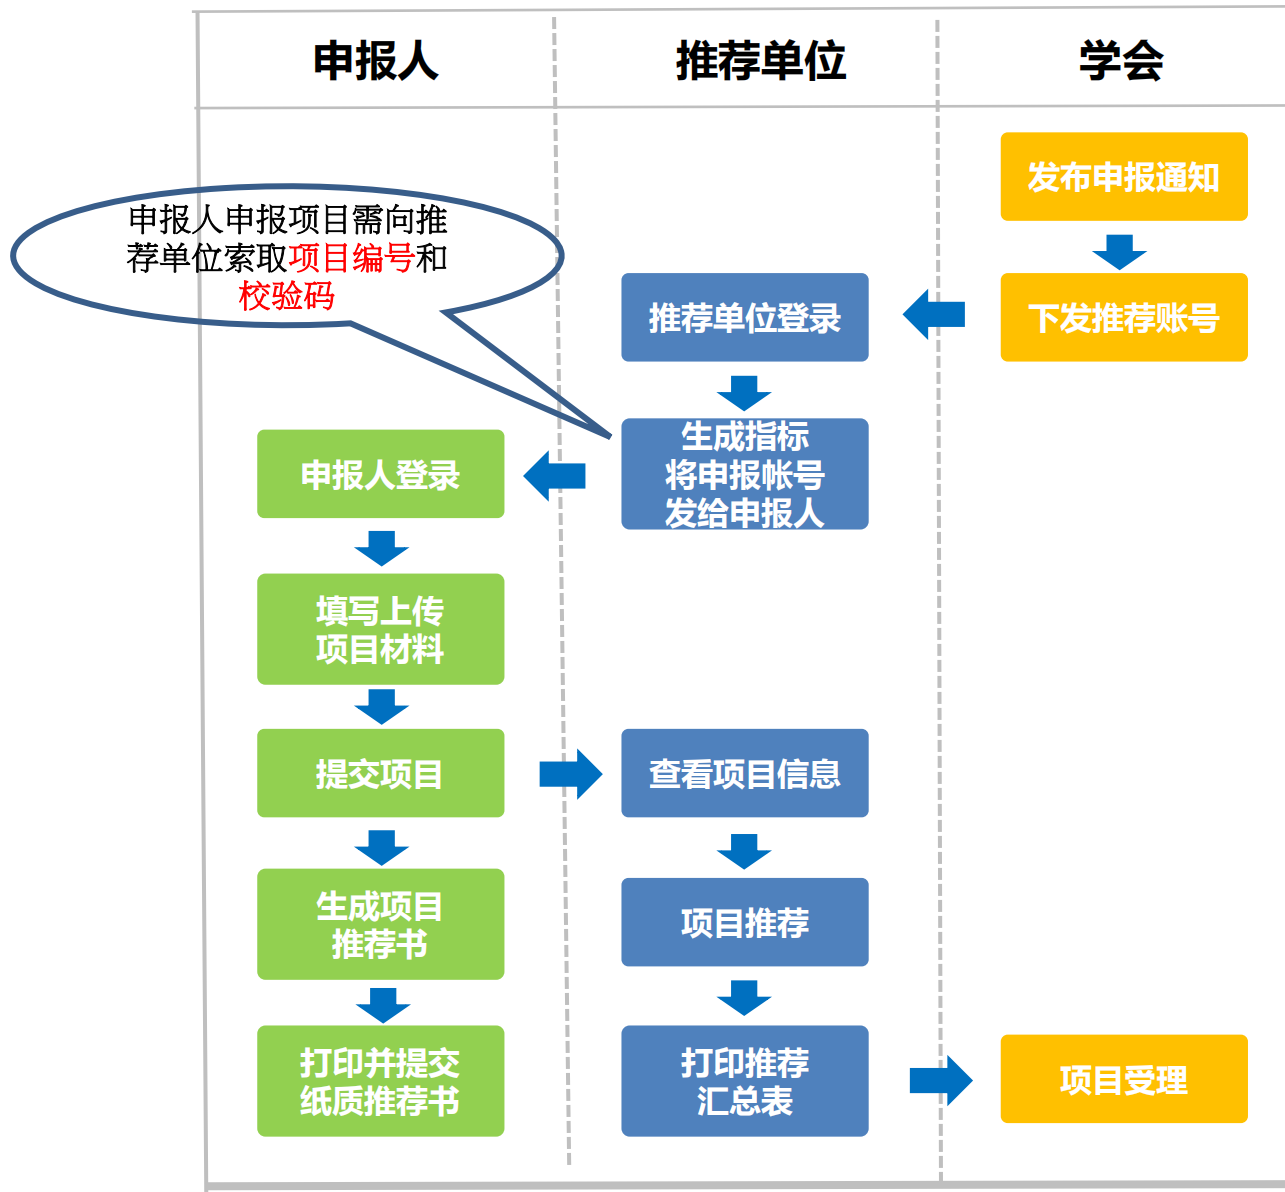 申报人
推荐单位
学会
发布申报通知
申报人申报项目需向推
荐单位索取项目编号和
校验码
推荐单位登录
下发推荐账号
生成指标
将申报帐号
发给申报人
申报人登录
填写上传
项目材料
提交项目
查看项目信息
生成项目
推荐书
项目推荐
打印并提交
纸质推荐书
打印推荐
汇总表
项目受理